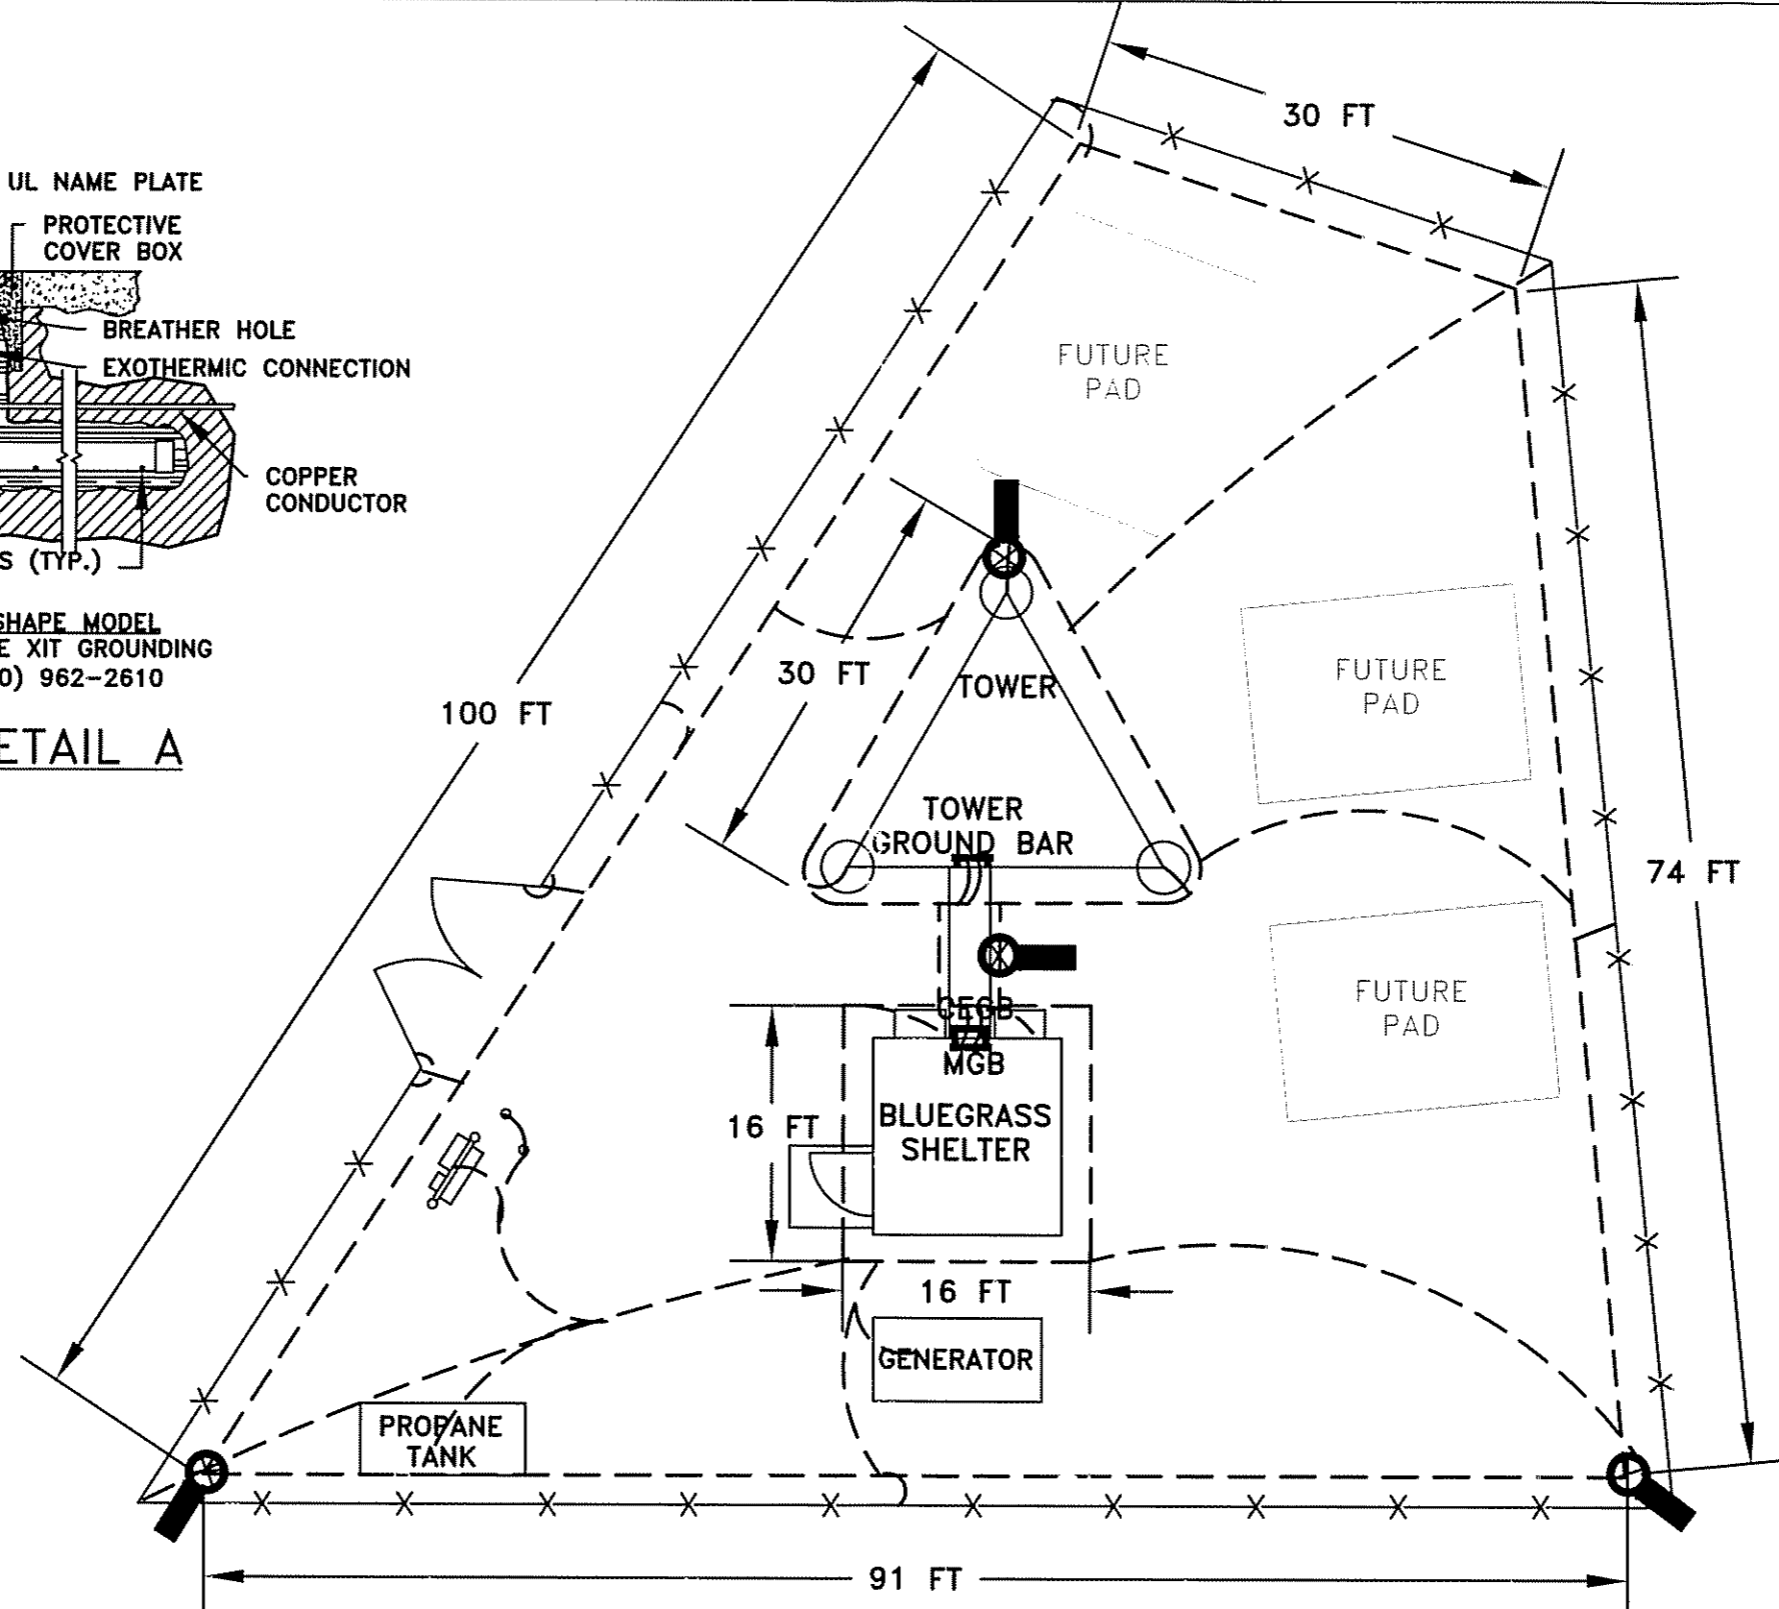 UL NAME PLATE
PROTECTIVE
COVER BOX
BREATHER HOLE
EXOTHERMIC CONNECTION
COPPER
CONDUCTOR
S (TYP.)
SHAPE MODEL
E XIT GROUNDING
0) 962-2610
ETAIL A
30 FT
FUTURE
PAD
100 FT
30 FT
TOWER
FUTURE
PAD
TOWER
GROUND BAR
74 FT
CEGB
MGB
FUTURE
PAD
16 FT
BLUEGRASS
SHELTER
16 FT
GENERATOR
PROPANE
TANK
91 FT